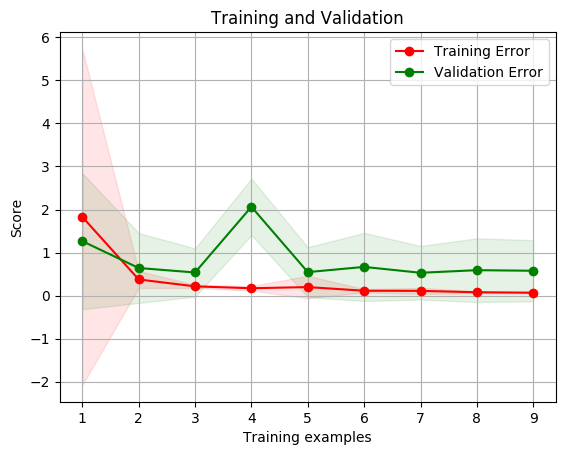 Training and Validation
Training Error
Validation Error
Score
6
5
4
3
2
1
0
−1
−2
1 2 3 4 5 6 7 8 9
Training examples